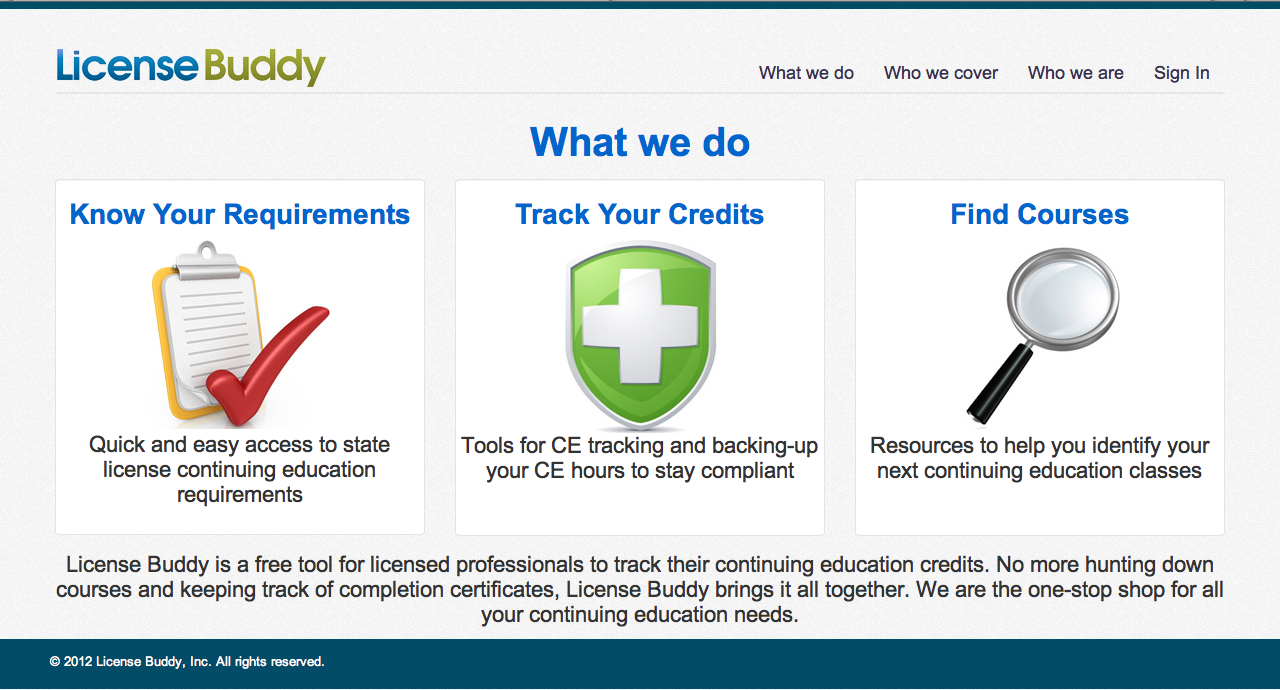 License Buddy
What we do
Who we cover
Who we are
Sign In
What we do
Know Your Requirements
Quick and easy access to state
license continuing education
requirements
Track Your Credits
Tools for CE tracking and backing-up
your CE hours to stay compliant
Find Courses
Resources to help you identify your
next continuing education classes
License Buddy is a free tool for licensed professionals to track their continuing education credits. No more hunting down
courses and keeping track of completion certificates, License Buddy brings it all together. We are the one-stop shop for all
your continuing education needs.
© 2012 License Buddy, Inc. All rights reserved.